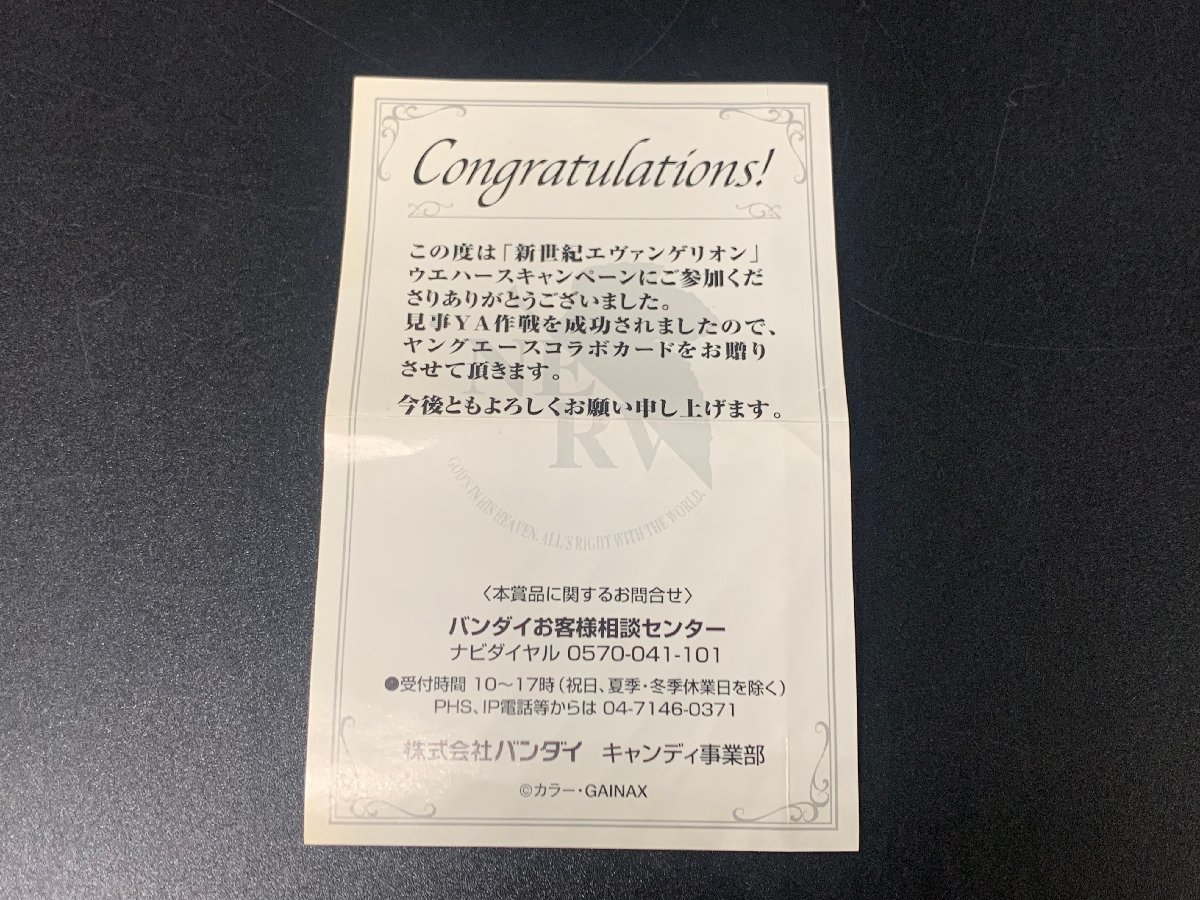 Congratulations!
この度は「新世紀エヴァンゲリオン」
ウエハースキャンペーンにご参加くだ
さりありがとうございました。
見事YA作戦を成功されましたので、
ヤングエースコラボカードをお贈り
させて頂きます。
今後ともよろしくお願い申し上げます。
NE
RV
GOD'S IN HIS HEAVEN. ALL'S RIGHT WITH THE WORLD.
〈本賞品に関するお問合せ〉
バンダイお客様相談センター
ナビダイヤル 0570-041-101
●受付時間 10〜17時(祝日、夏季・冬季休業日を除く)
PHS、IP電話等からは 04-7146-0371
株式会社バンダイ キャンディ事業部
©カラー・GAINAX